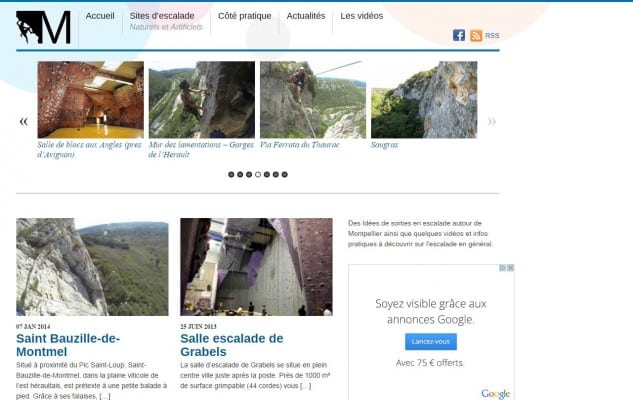 M
Accueil
Sites d'escalade
Naturels et Artificiels
Côté pratique
Actualités
Les vidéos
RSS
«
»
Salle de blocs aux Angles (pres
d'Avignon)
Mur des lamentations – Gorges
de l'Herault
Via Ferrata du Thaurac
Saugras
07 JAN 2014
Saint Bauzille-de-
Montmel
Situé à proximité du Pic Saint-Loup, Saint-
Bauzille-de-Montmel, dans la plaine viticole de
l'est héraultais, est prétexte à une petite balade à
pied. Grâce à ses falaises, [...]
25 JUIN 2013
Salle escalade de
Grabels
La salle d'escalade de Grabels se situe en plein
centre ville juste après la poste. Près de 1000 m²
de surface grimpable (44 cordes) vous [...]
Des Idées de sorties en escalade autour de
Montpellier ainsi que quelques vidéos et infos
pratiques à découvrir sur l'escalade en général.
Soyez visible grâce aux
annonces Google.
Lancez-vous
Avec 75 € offerts.
Google